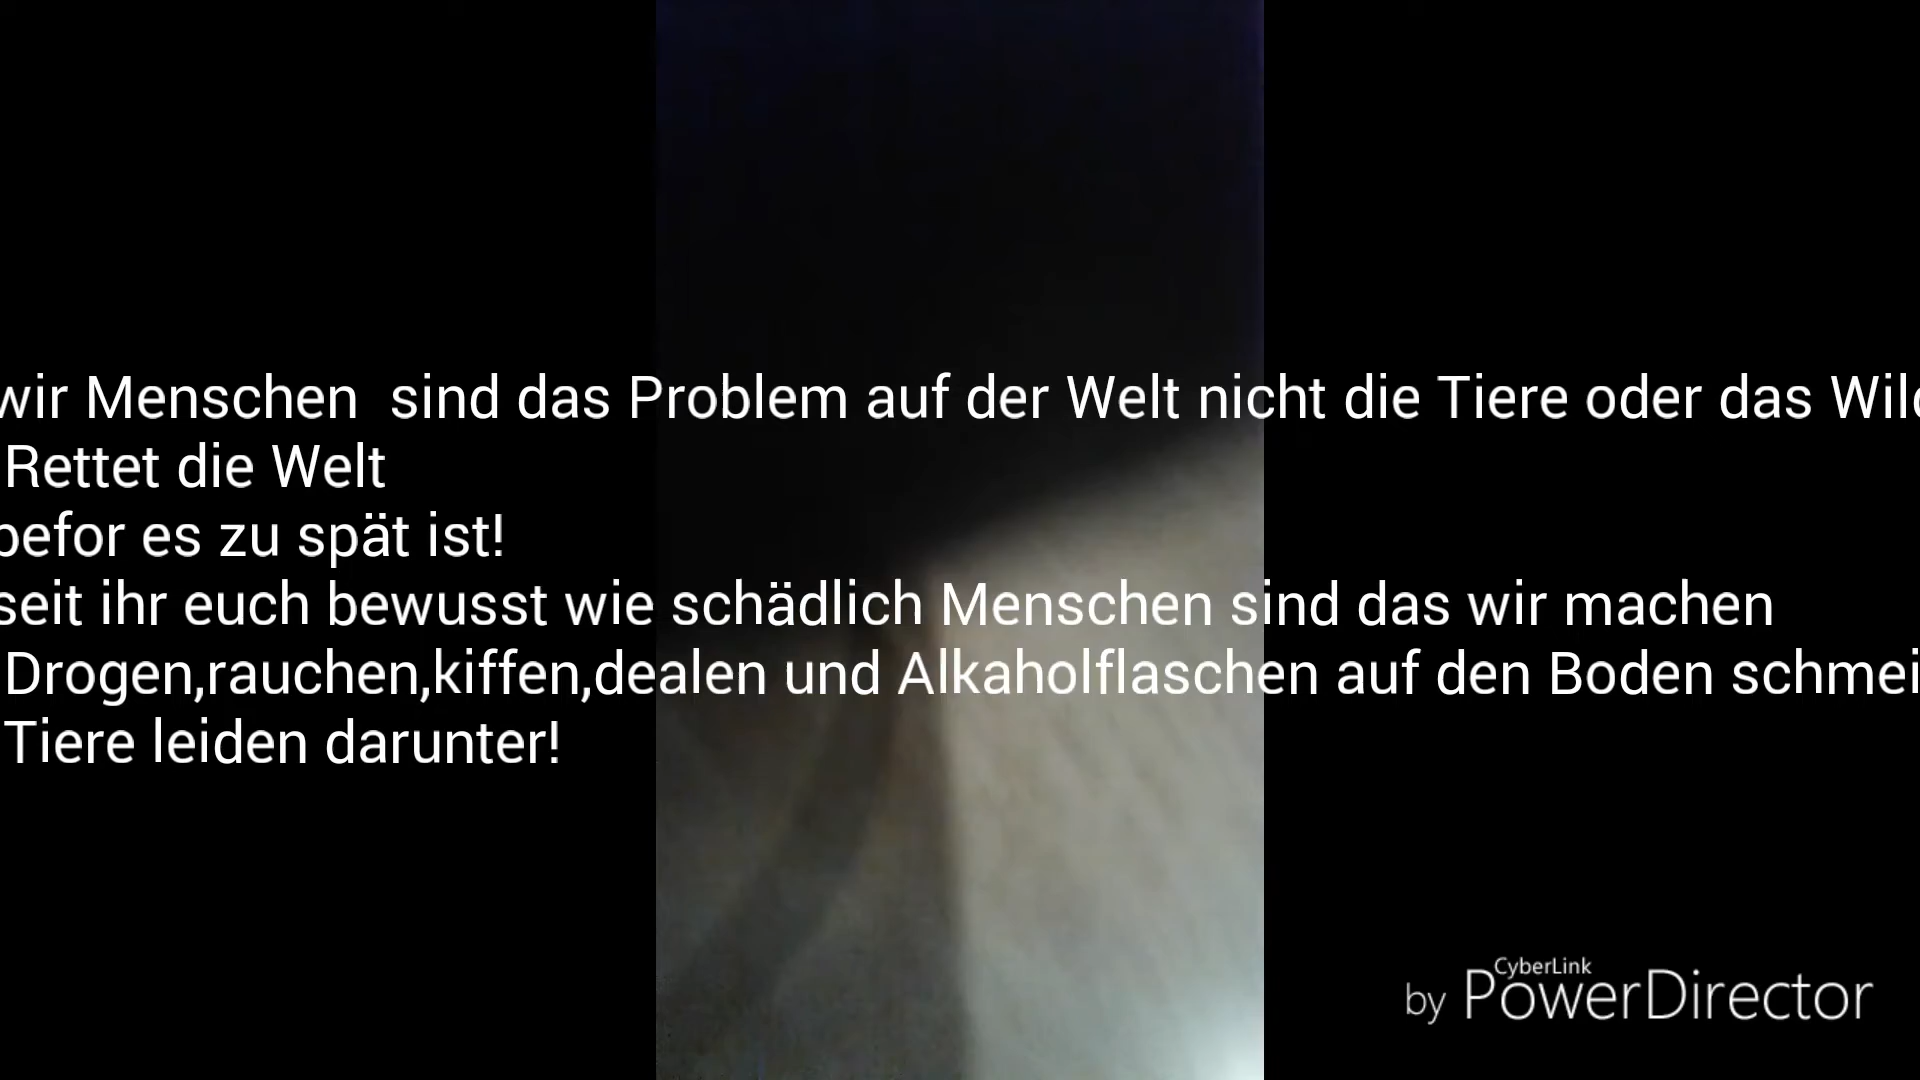 wir Menschen sind das Problem auf der Welt nicht die Tiere oder das
Rettet die Welt
befor es zu spät ist!
seit ihr euch bewusst wie schädlich Menschen sind das wir machen
Drogen,rauchen,kiffen,dealen und Alkaholflaschen auf den Boden
Tiere leiden darunter!
by CyberLink PowerDirector